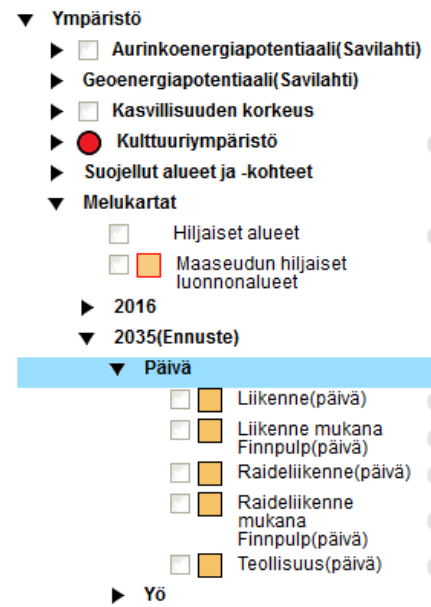 Ympäristö
Aurinkoenergiapotentiaali(Savilahti)
Geoenergiapotentiaali(Savilahti)
Kasvillisuuden korkeus
Kulttuuriympäristö
Suojellut alueet ja -kohteet
Melukartat
Hiljaiset alueet
Maaseudun hiljaiset
luonnonalueet
2016
2035(Ennuste)
Päivä
Liikenne(päivä)
Liikenne mukana
Finnpulp(päivä)
Raideliikenne(päivä)
Raideliikenne
mukana
Finnpulp(päivä)
Teollisuus(päivä)
Yö